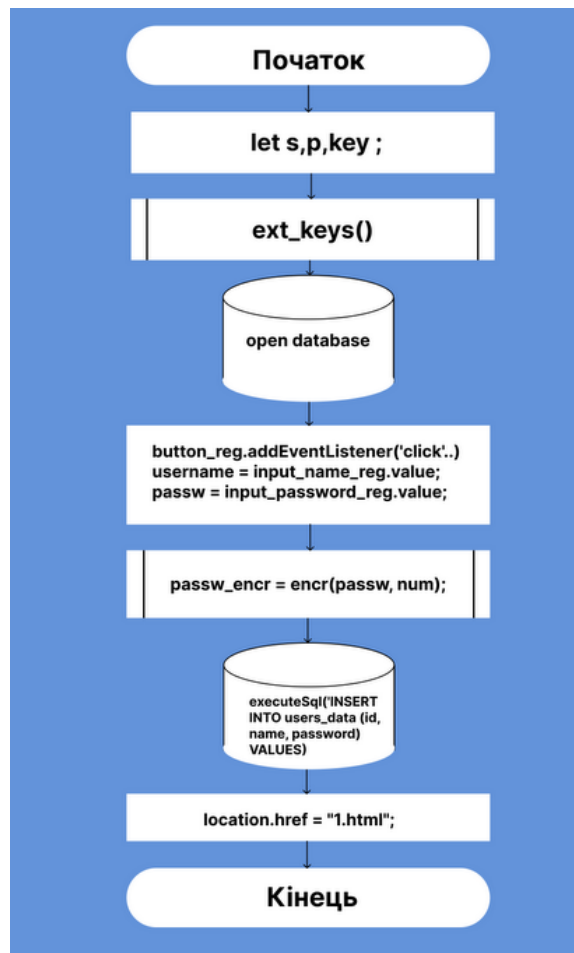 Початок
let s,p,key ;
ext_keys()
open database
button_reg.addEventListener('click'..)
username = input_name_reg.value;
passw = input_password_reg.value;
passw_encr = encr(passw, num);
executeSql('INSERT
INTO users_data (id,
name, password)
VALUES)
location.href = "1.html";
Кінець